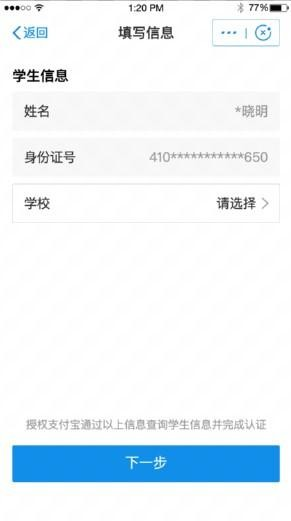 1:20 PM 77%
返回 填写信息
学生信息
姓名 *晓明
身份证号 410***********650
学校 请选择
授权支付宝通过以上信息查询学生信息并完成认证
下一步